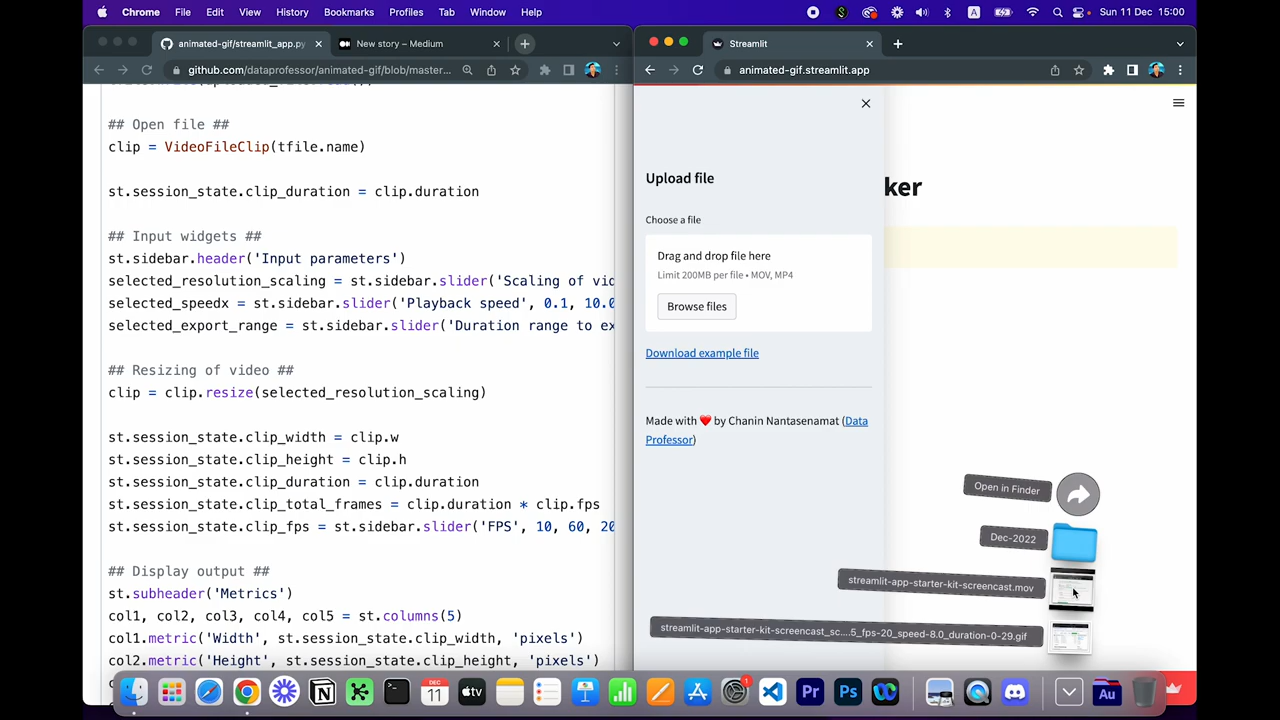 Chrome File Edit View History Bookmarks Profiles Tab Window Help
A Sun 11 Dec 15:00
animated-gif/streamlit_app.py
New story – Medium
github.com/dataprofessor/animated-gif/blob/master...
## Open file ##
clip = VideoFileClip(tfile.name)
st.session_state.clip_duration = clip.duration
## Input widgets ##
st.sidebar.header('Input parameters')
selected_resolution_scaling = st.sidebar.slider('Scaling of vid
selected_speedx = st.sidebar.slider('Playback speed', 0.1, 10.0
selected_export_range = st.sidebar.slider('Duration range to ex
## Resizing of video ##
clip = clip.resize(selected_resolution_scaling)
st.session_state.clip_width = clip.w
st.session_state.clip_height = clip.h
st.session_state.clip_duration = clip.duration
st.session_state.clip_total_frames = clip.duration * clip.fps
st.session_state.clip_fps = st.sidebar.slider('FPS', 10, 60, 20
## Display output ##
st.subheader('Metrics')
col1, col2, col3, col4, col5 = st.columns(5)
col1.metric('Width', st.session_state.clip_width, 'pixels')
col2.metric('Height', st.session_state.clip_height, 'pixels')
Streamlit
animated-gif.streamlit.app
ker
Upload file
Choose a file
Drag and drop file here
Limit 200MB per file • MOV, MP4
Browse files
Download example file
Made with ❤️ by Chanin Nantasenamat (Data
Professor)
Open in Finder
Dec-2022
streamlit-app-starter-kit-screencast.mov
streamlit-app-starter-kit-screencast_sc....5_fps-20_speed-8.0_duration-0-29.gif
DEC
11
tv
1
Pr
Ps
Au